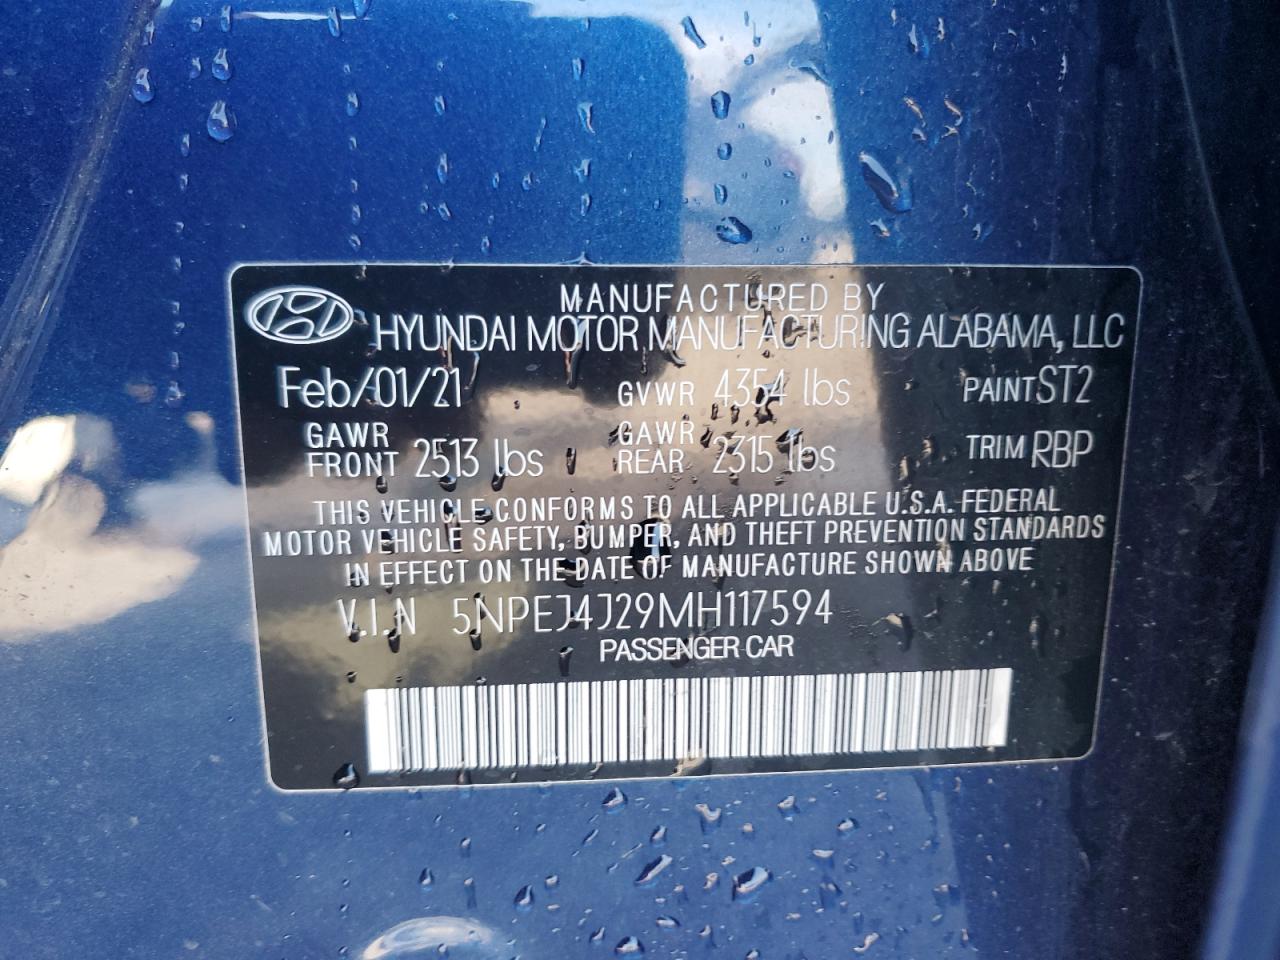 MANUFACTURED BY
HYUNDAI MOTOR MANUFACTURING ALABAMA, LLC
Feb/01/21 GVWR 4354 lbs PAINT ST2
GAWR FRONT 2513 lbs GAWR REAR 2315 lbs TRIM RBP
THIS VEHICLE CONFORMS TO ALL APPLICABLE U.S.A. FEDERAL
MOTOR VEHICLE SAFETY, BUMPER, AND THEFT PREVENTION STANDARDS
IN EFFECT ON THE DATE OF MANUFACTURE SHOWN ABOVE
V.I.N 5NPEJ4J29MH117594
PASSENGER CAR